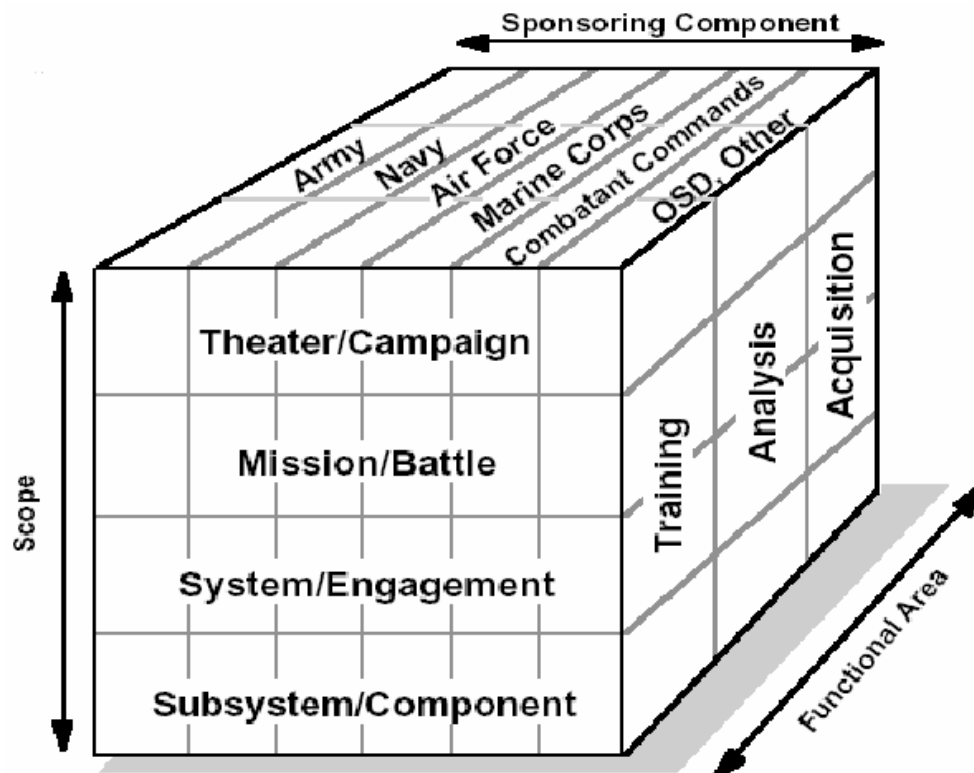 Sponsoring Component
Army
Navy
Air Force
Marine Corps
Combatant Commands
OSD, Other
Scope
Theater/Campaign
Mission/Battle
System/Engagement
Subsystem/Component
Training
Analysis
Acquisition
Functional Area